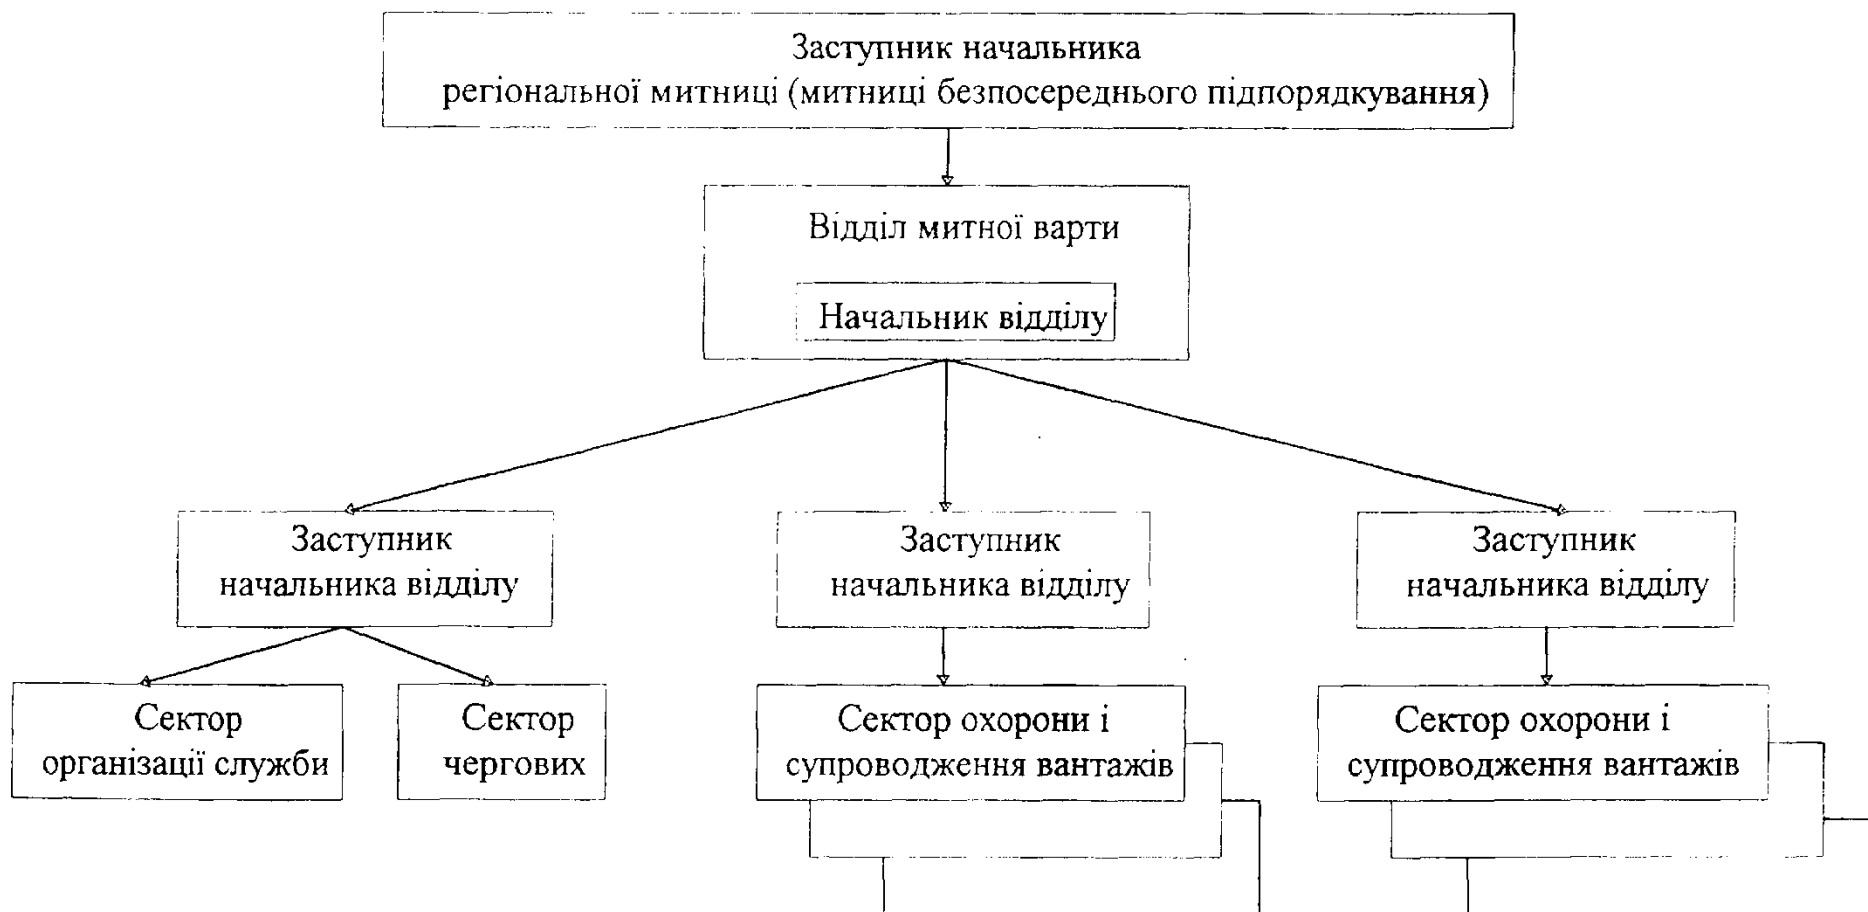 Заступник начальника
регіональної митниці (митниці безпосереднього підпорядкування)
Відділ митної варти
Начальник відділу
Заступник
начальника відділу
Заступник
начальника відділу
Заступник
начальника відділу
Сектор
організації служби
Сектор
чергових
Сектор охорони і
супроводження вантажів
Сектор охорони і
супроводження вантажів